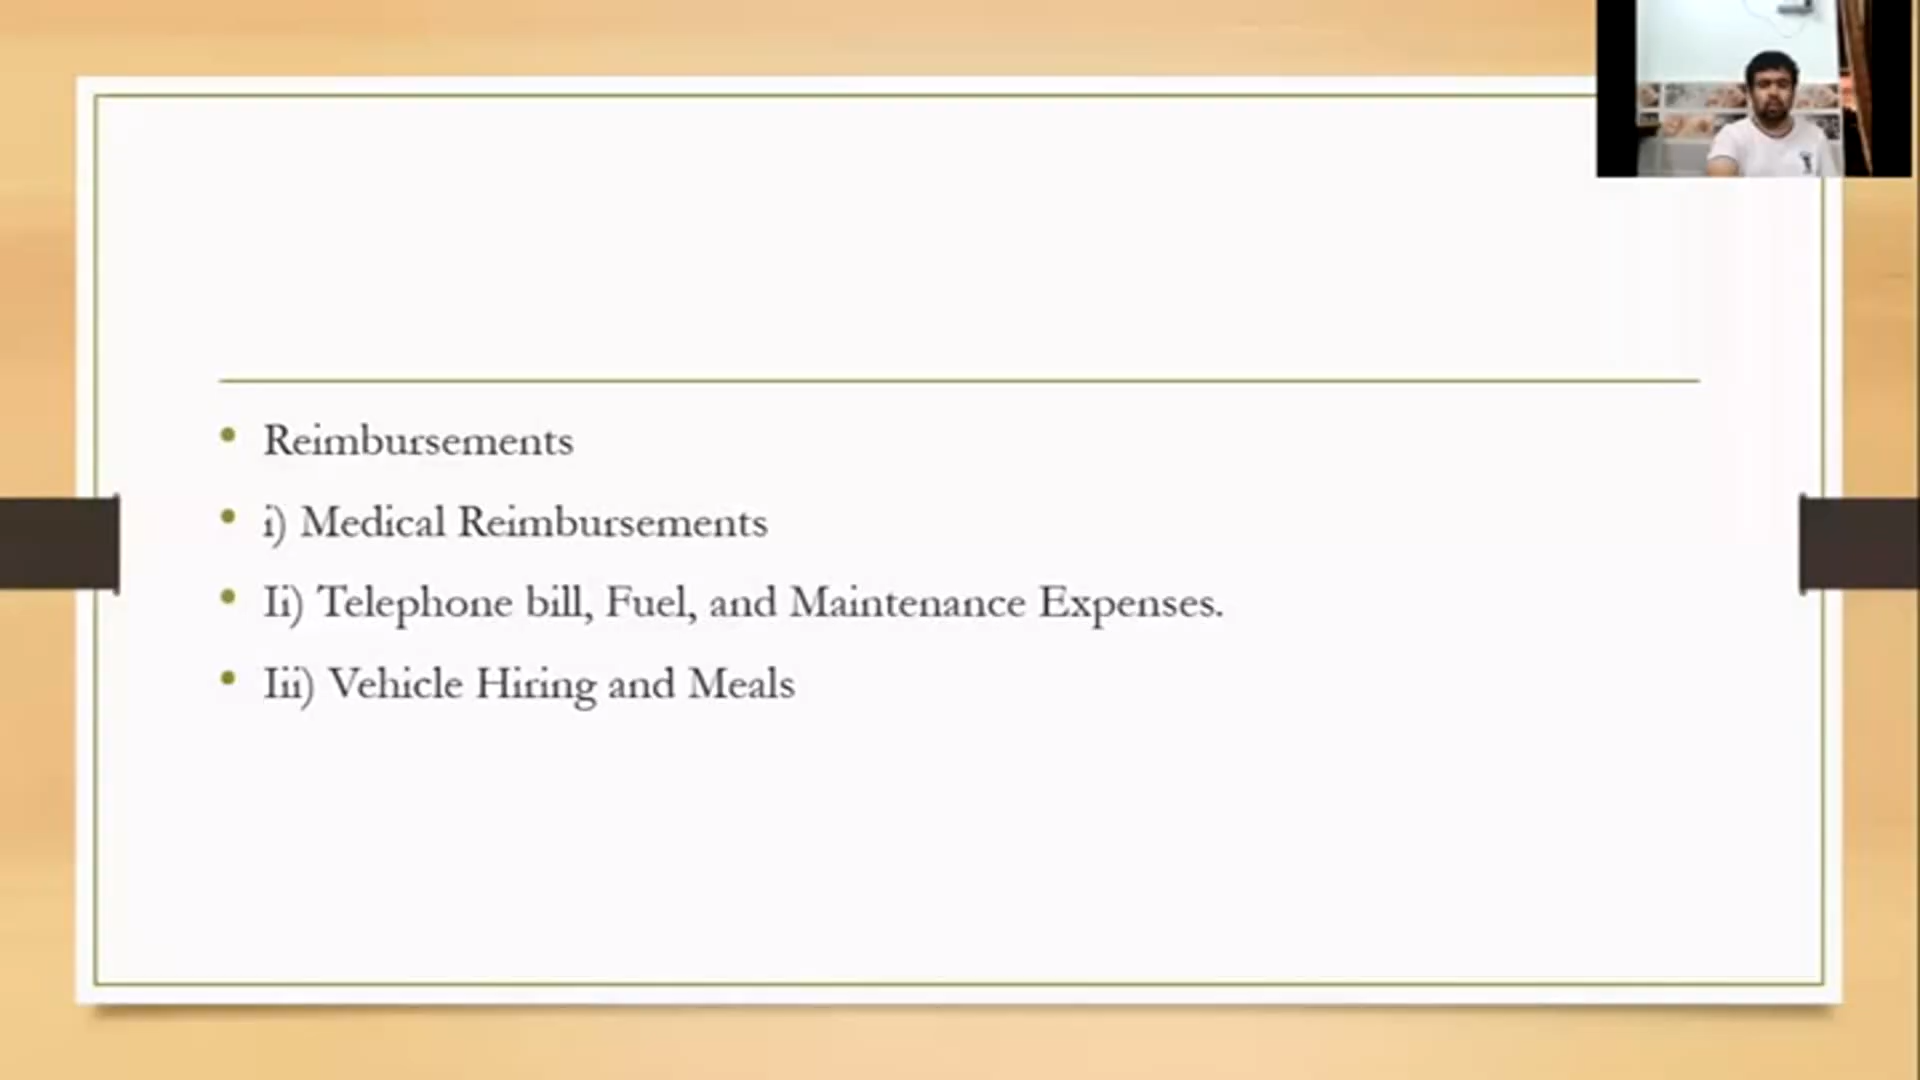 Reimbursements
i) Medical Reimbursements
Ii) Telephone bill, Fuel, and Maintenance Expenses.
Iii) Vehicle Hiring and Meals